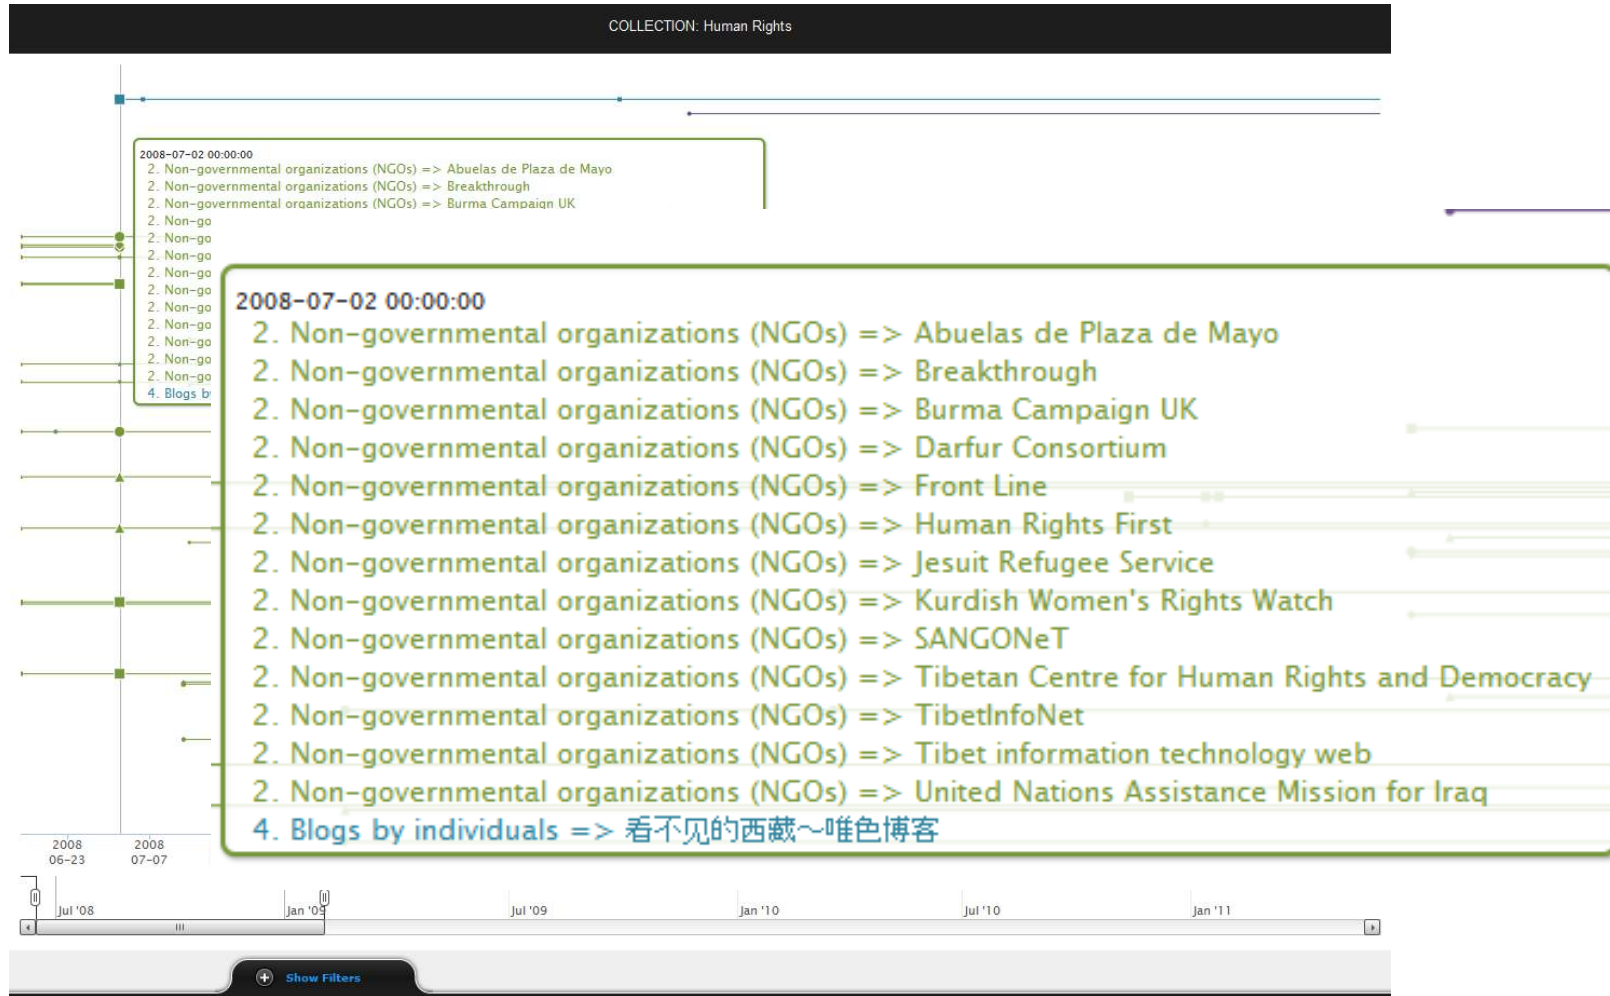 COLLECTION: Human Rights
2008-07-02 00:00:00
2. Non-governmental organizations (NGOs) => Abuelas de Plaza de Mayo
2. Non-governmental organizations (NGOs) => Breakthrough
2. Non-governmental organizations (NGOs) => Burma Campaign UK
2. Non-go
2. Non-go
2. Non-go
2. Non-go
2. Non-go
2. Non-go
2. Non-go
2. Non-go
2. Non-go
2. Non-go
4. Blogs b
2008-07-02 00:00:00
2. Non-governmental organizations (NGOs) => Abuelas de Plaza de Mayo
2. Non-governmental organizations (NGOs) => Breakthrough
2. Non-governmental organizations (NGOs) => Burma Campaign UK
2. Non-governmental organizations (NGOs) => Darfur Consortium
2. Non-governmental organizations (NGOs) => Front Line
2. Non-governmental organizations (NGOs) => Human Rights First
2. Non-governmental organizations (NGOs) => Jesuit Refugee Service
2. Non-governmental organizations (NGOs) => Kurdish Women's Rights Watch
2. Non-governmental organizations (NGOs) => SANGONeT
2. Non-governmental organizations (NGOs) => Tibetan Centre for Human Rights and Democracy
2. Non-governmental organizations (NGOs) => TibetInfoNet
2. Non-governmental organizations (NGOs) => Tibet information technology web
2. Non-governmental organizations (NGOs) => United Nations Assistance Mission for Iraq
4. Blogs by individuals => 看不见的西藏～唯色博客
2008 2008
06-23 07-07
Jul '08 Jan '09 Jul '09 Jan '10 Jul '10 Jan '11
Show Filters